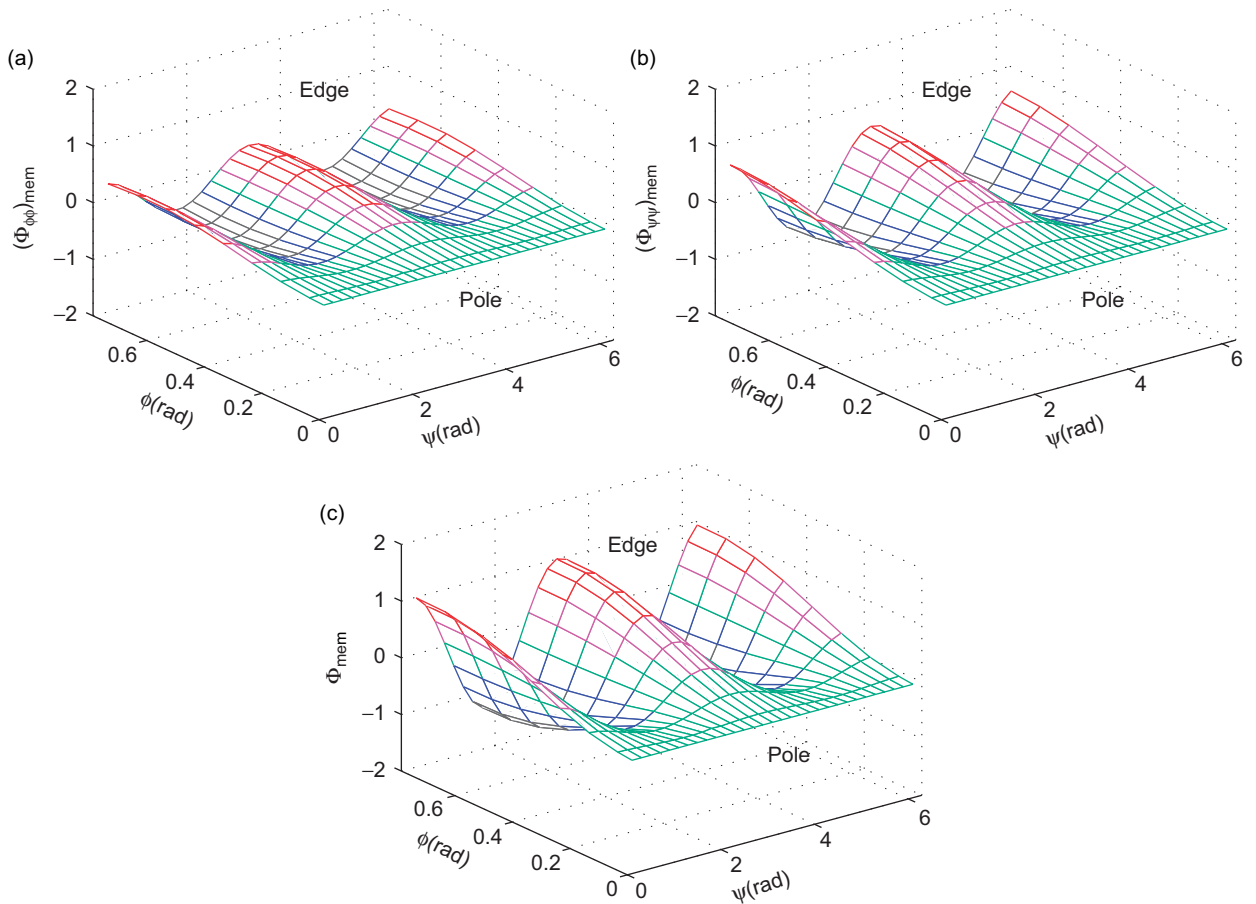 (a)
2
1
0
−1
−2
(Φϕϕ)mem
Edge
Pole
0.6
0.4
0.2
0
ϕ(rad)
0
2
4
6
ψ(rad)
(b)
2
1
0
−1
−2
(Φψψ)mem
Edge
Pole
0.6
0.4
0.2
0
ϕ(rad)
0
2
4
6
ψ(rad)
(c)
2
1
0
−1
−2
Φmem
Edge
Pole
0.6
0.4
0.2
0
ϕ(rad)
0
2
4
6
ψ(rad)